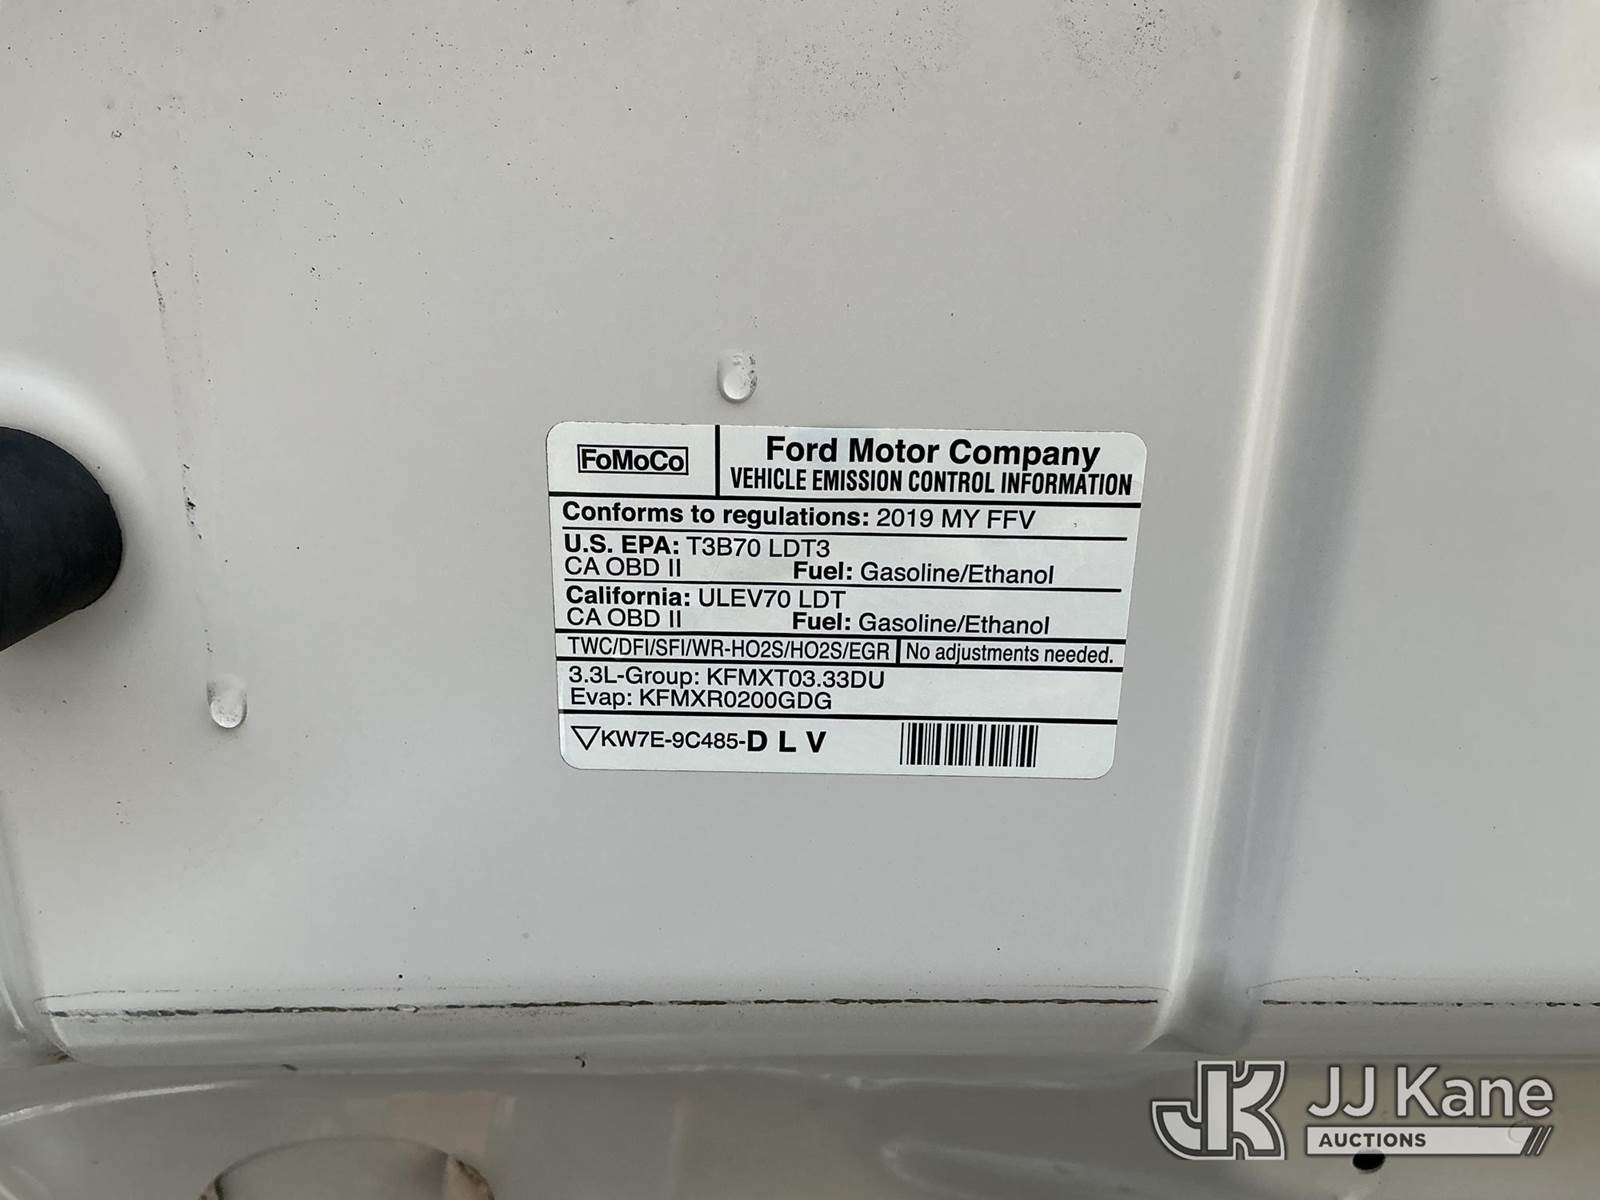 FoMoCo
Ford Motor Company
VEHICLE EMISSION CONTROL INFORMATION
Conforms to regulations: 2019 MY FFV
U.S. EPA: T3B70 LDT3
CA OBD II Fuel: Gasoline/Ethanol
California: ULEV70 LDT
CA OBD II Fuel: Gasoline/Ethanol
TWC/DFI/SFI/WR-HO2S/HO2S/EGR No adjustments needed.
3.3L-Group: KFMXT03.33DU
Evap: KFMXR0200GDG
KW7E-9C485-D L V
JK JJ Kane
AUCTIONS